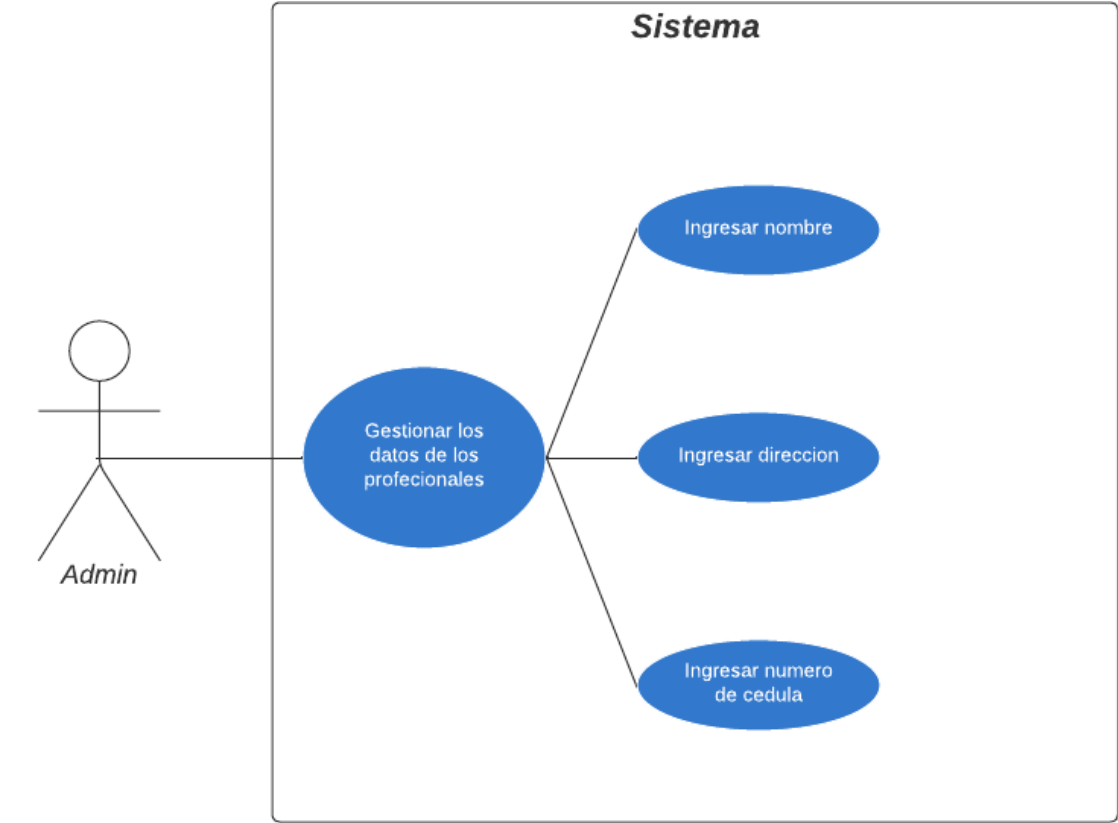 Sistema
Ingresar nombre
Gestionar los
datos de los
profecionales
Ingresar direccion
Admin
Ingresar numero
de cedula